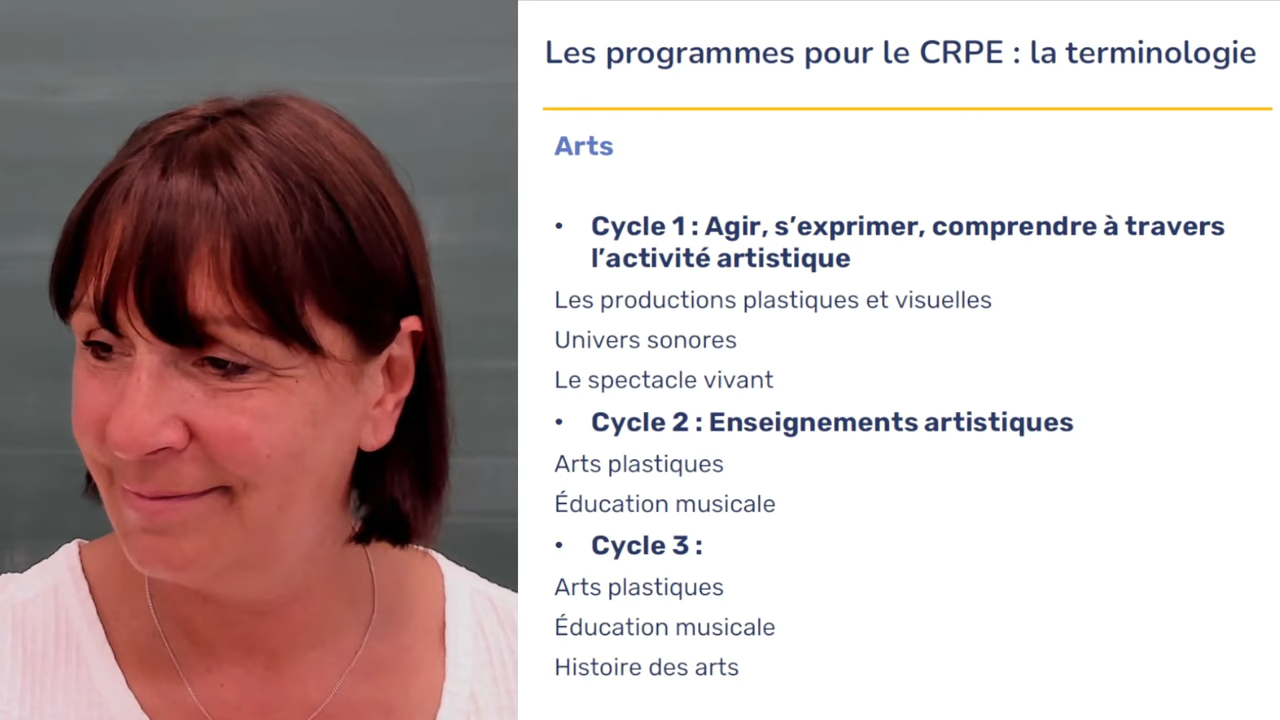 Les programmes pour le CRPE : la terminologie
Arts
• Cycle 1 : Agir, s’exprimer, comprendre à travers
l’activité artistique
Les productions plastiques et visuelles
Univers sonores
Le spectacle vivant
• Cycle 2 : Enseignements artistiques
Arts plastiques
Éducation musicale
• Cycle 3 :
Arts plastiques
Éducation musicale
Histoire des arts